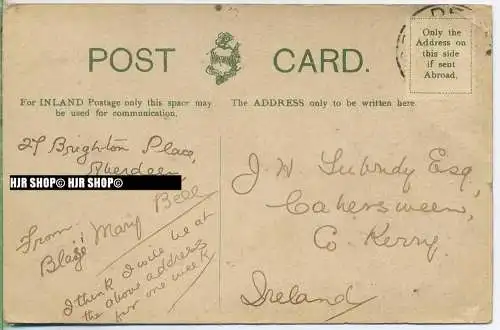 POST CARD.
Only the
Address on
this side
if sent
Abroad.
For INLAND Postage only this space may
be used for communication.
The ADDRESS only to be written here
27 Brighton Place,
Aberdeen
HJR SHOP© HJR SHOP©
From,
Blaze Mary Bell
I think I will be at
the above address
for one week
J. W. Esq.
Cahersiveen,
Co Kerry,
Ireland